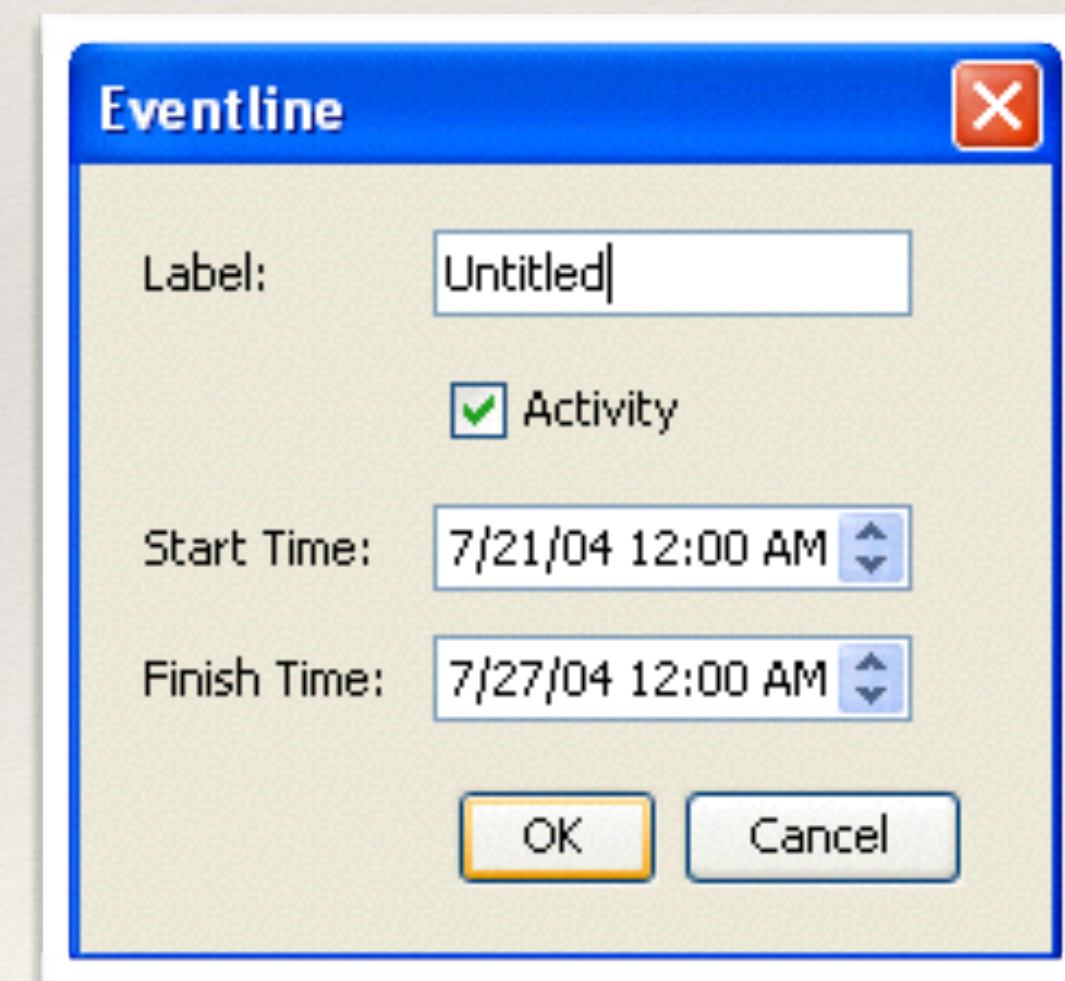 Eventline
Label: Untitled
Activity
Start Time: 7/21/04 12:00 AM
Finish Time: 7/27/04 12:00 AM
OK Cancel